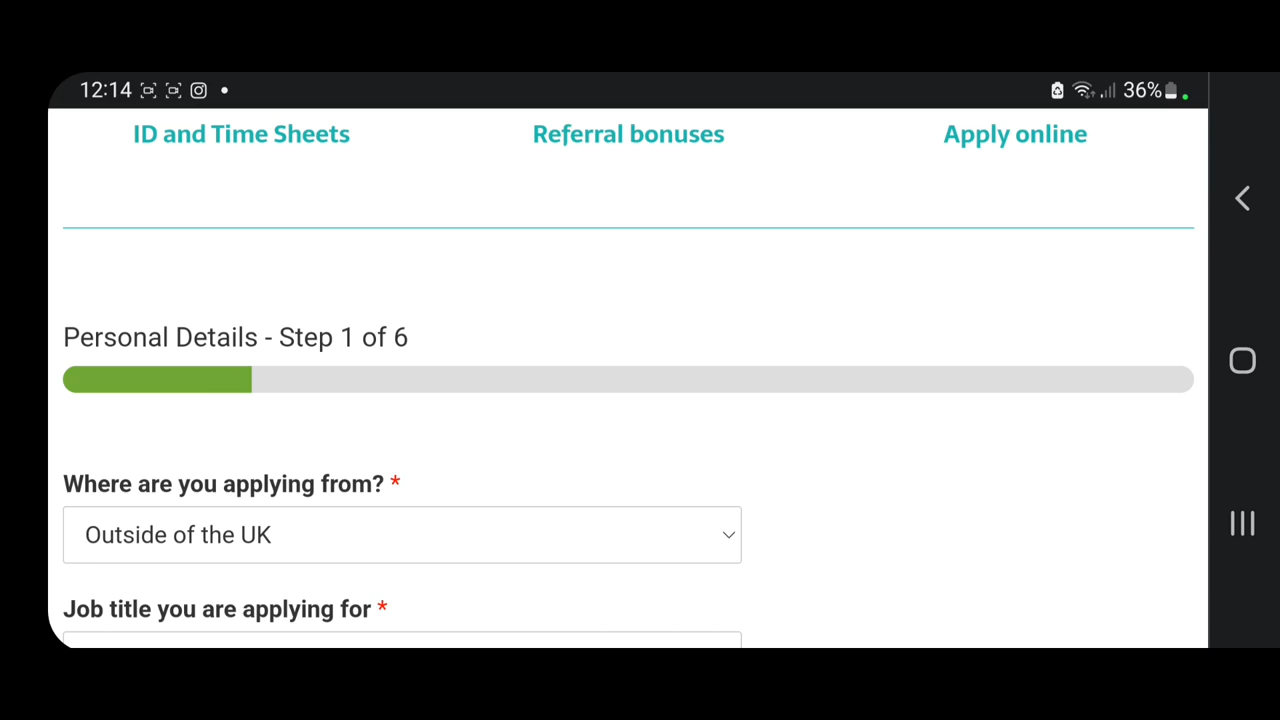 12:14 36%
ID and Time Sheets Referral bonuses Apply online
Personal Details - Step 1 of 6
Where are you applying from? *
Outside of the UK
Job title you are applying for *